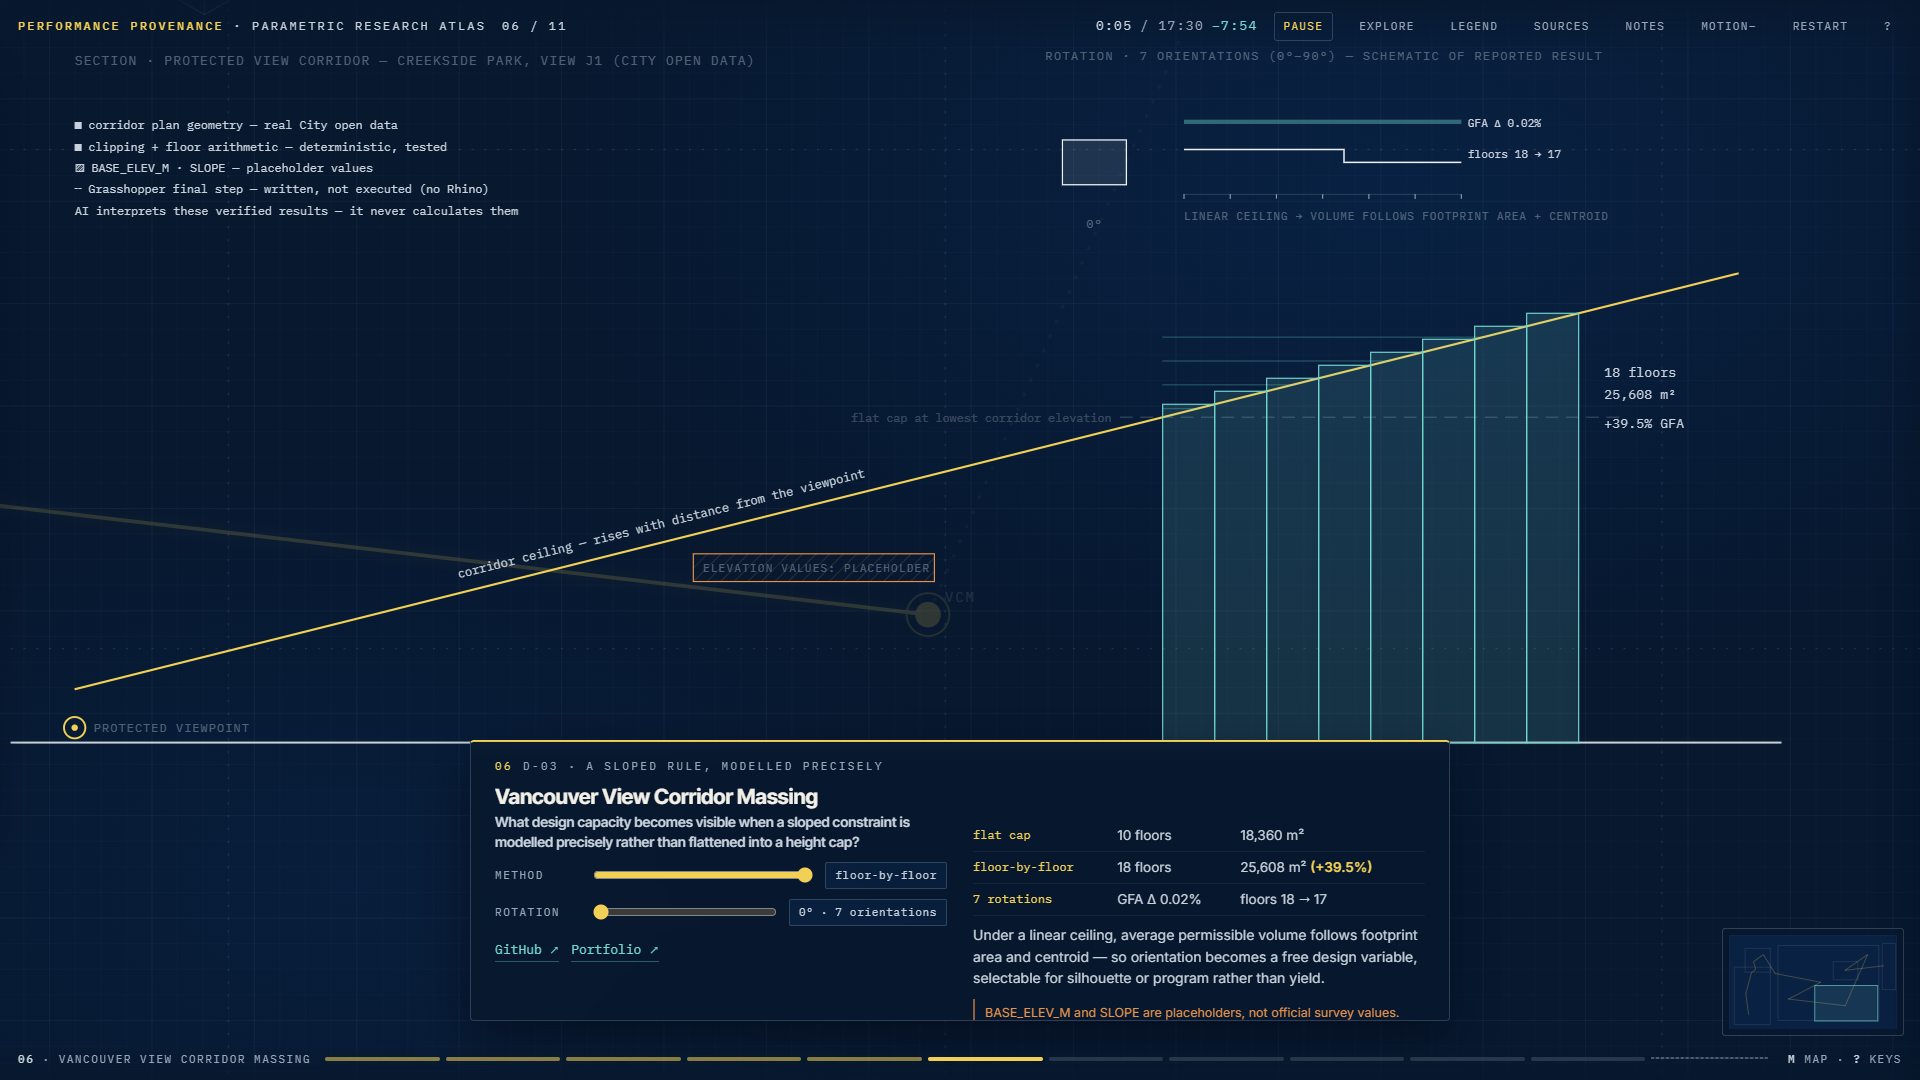 PERFORMANCE PROVENANCE · PARAMETRIC RESEARCH ATLAS 06 / 11
0:05 / 17:30 −7:54 PAUSE EXPLORE LEGEND SOURCES NOTES MOTION− RESTART ?
SECTION · PROTECTED VIEW CORRIDOR — CREEKSIDE PARK, VIEW J1 (CITY OPEN DATA)
ROTATION · 7 ORIENTATIONS (0°–90°) — SCHEMATIC OF REPORTED RESULT
■ corridor plan geometry — real City open data
■ clipping + floor arithmetic — deterministic, tested
▨ BASE_ELEV_M · SLOPE — placeholder values
╌ Grasshopper final step — written, not executed (no Rhino)
AI interprets these verified results — it never calculates them
GFA Δ 0.02%
floors 18 → 17
0°
LINEAR CEILING → VOLUME FOLLOWS FOOTPRINT AREA + CENTROID
18 floors
25,608 m²
+39.5% GFA
flat cap at lowest corridor elevation
corridor ceiling — rises with distance from the viewpoint
ELEVATION VALUES: PLACEHOLDER
VCM
PROTECTED VIEWPOINT
06 D-03 · A SLOPED RULE, MODELLED PRECISELY
Vancouver View Corridor Massing
What design capacity becomes visible when a sloped constraint is
modelled precisely rather than flattened into a height cap?
METHOD floor-by-floor
ROTATION 0° · 7 orientations
GitHub ↗ Portfolio ↗
flat cap 10 floors 18,360 m²
floor-by-floor 18 floors 25,608 m² (+39.5%)
7 rotations GFA Δ 0.02% floors 18 → 17
Under a linear ceiling, average permissible volume follows footprint
area and centroid — so orientation becomes a free design variable,
selectable for silhouette or program rather than yield.
BASE_ELEV_M and SLOPE are placeholders, not official survey values.
06 · VANCOUVER VIEW CORRIDOR MASSING
M MAP · ? KEYS